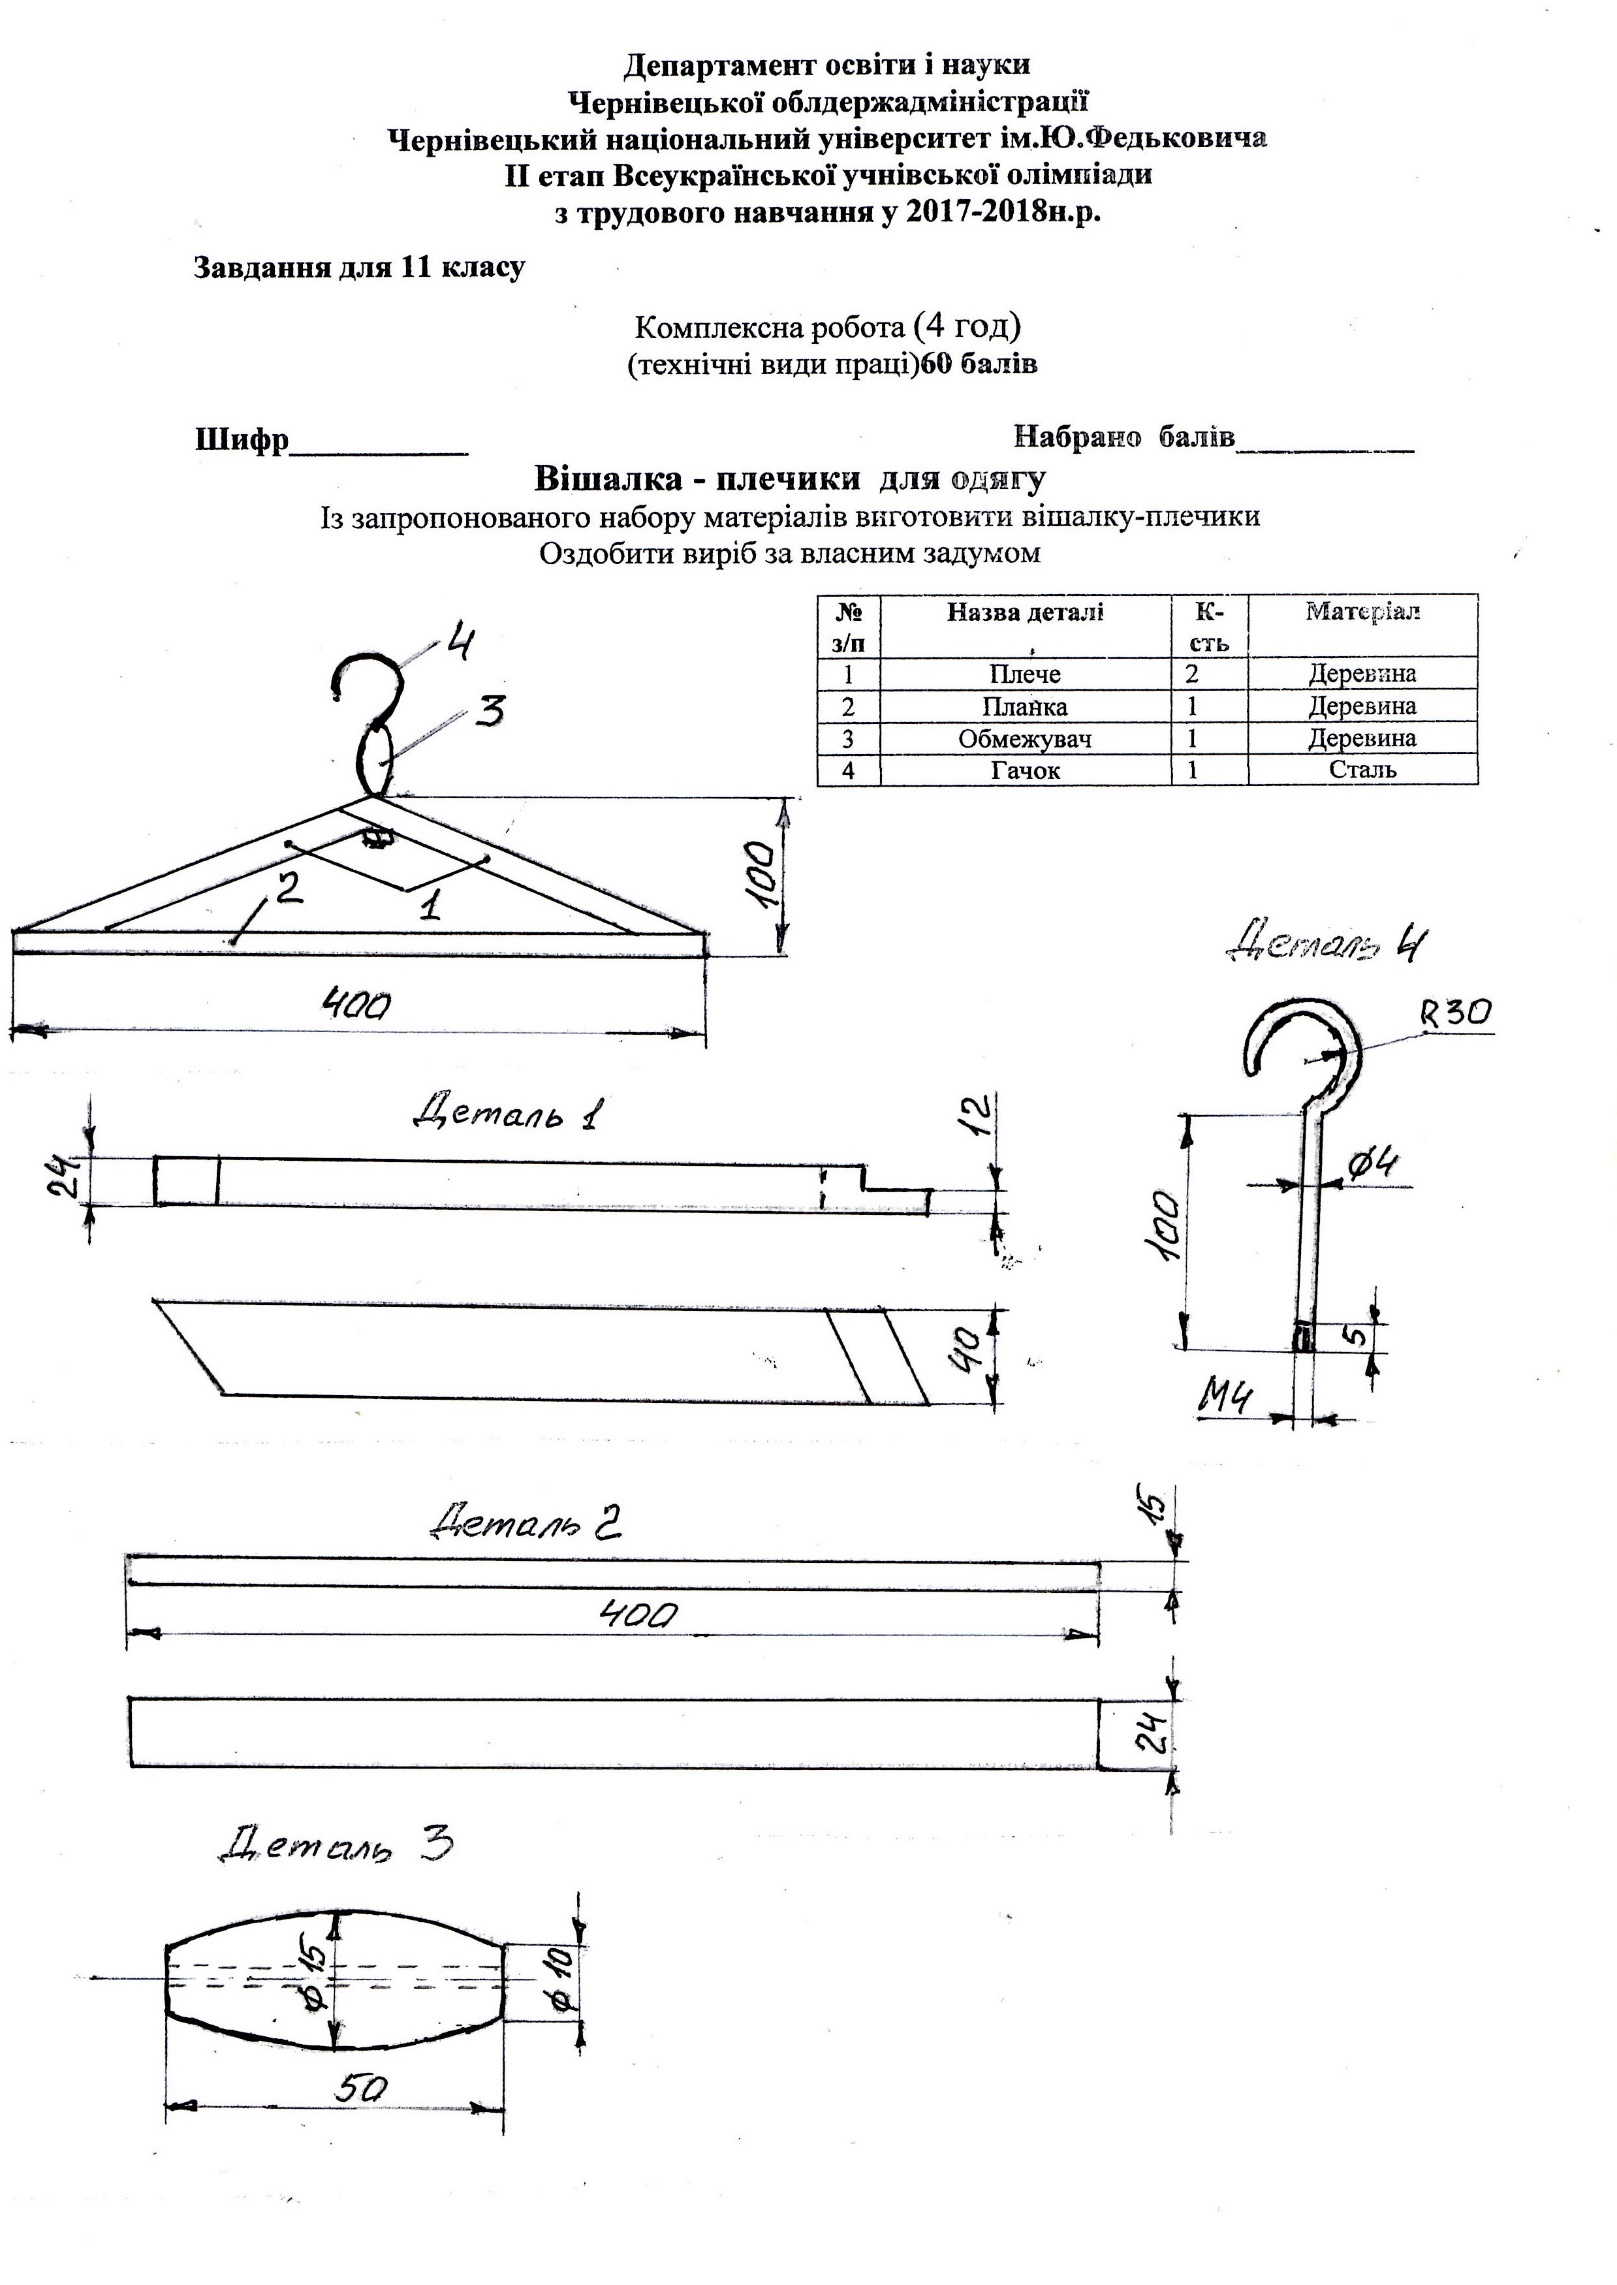 Департамент освіти і науки
Чернівецької облдержадміністрації
Чернівецький національний університет ім.Ю.Федьковича
ІІ етап Всеукраїнської учнівської олімпіади
з трудового навчання у 2017-2018н.р.
Завдання для 11 класу
Комплексна робота (4 год)
(технічні види праці)60 балів
Шифр___________ Набрано балів___________
Вішалка - плечики для одягу
Із запропонованого набору матеріалів виготовити вішалку-плечики
Оздобити виріб за власним задумом
№ з/п Назва деталі К-сть Матеріал
1 Плече 2 Деревина
2 Планка 1 Деревина
3 Обмежувач 1 Деревина
4 Гачок 1 Сталь
4
3
2
1
100
400
Деталь 4
R30
Ø4
100
5
М4
Деталь 1
24
12
40
Деталь 2
15
400
24
Деталь 3
Ø 15
Ø 10
50